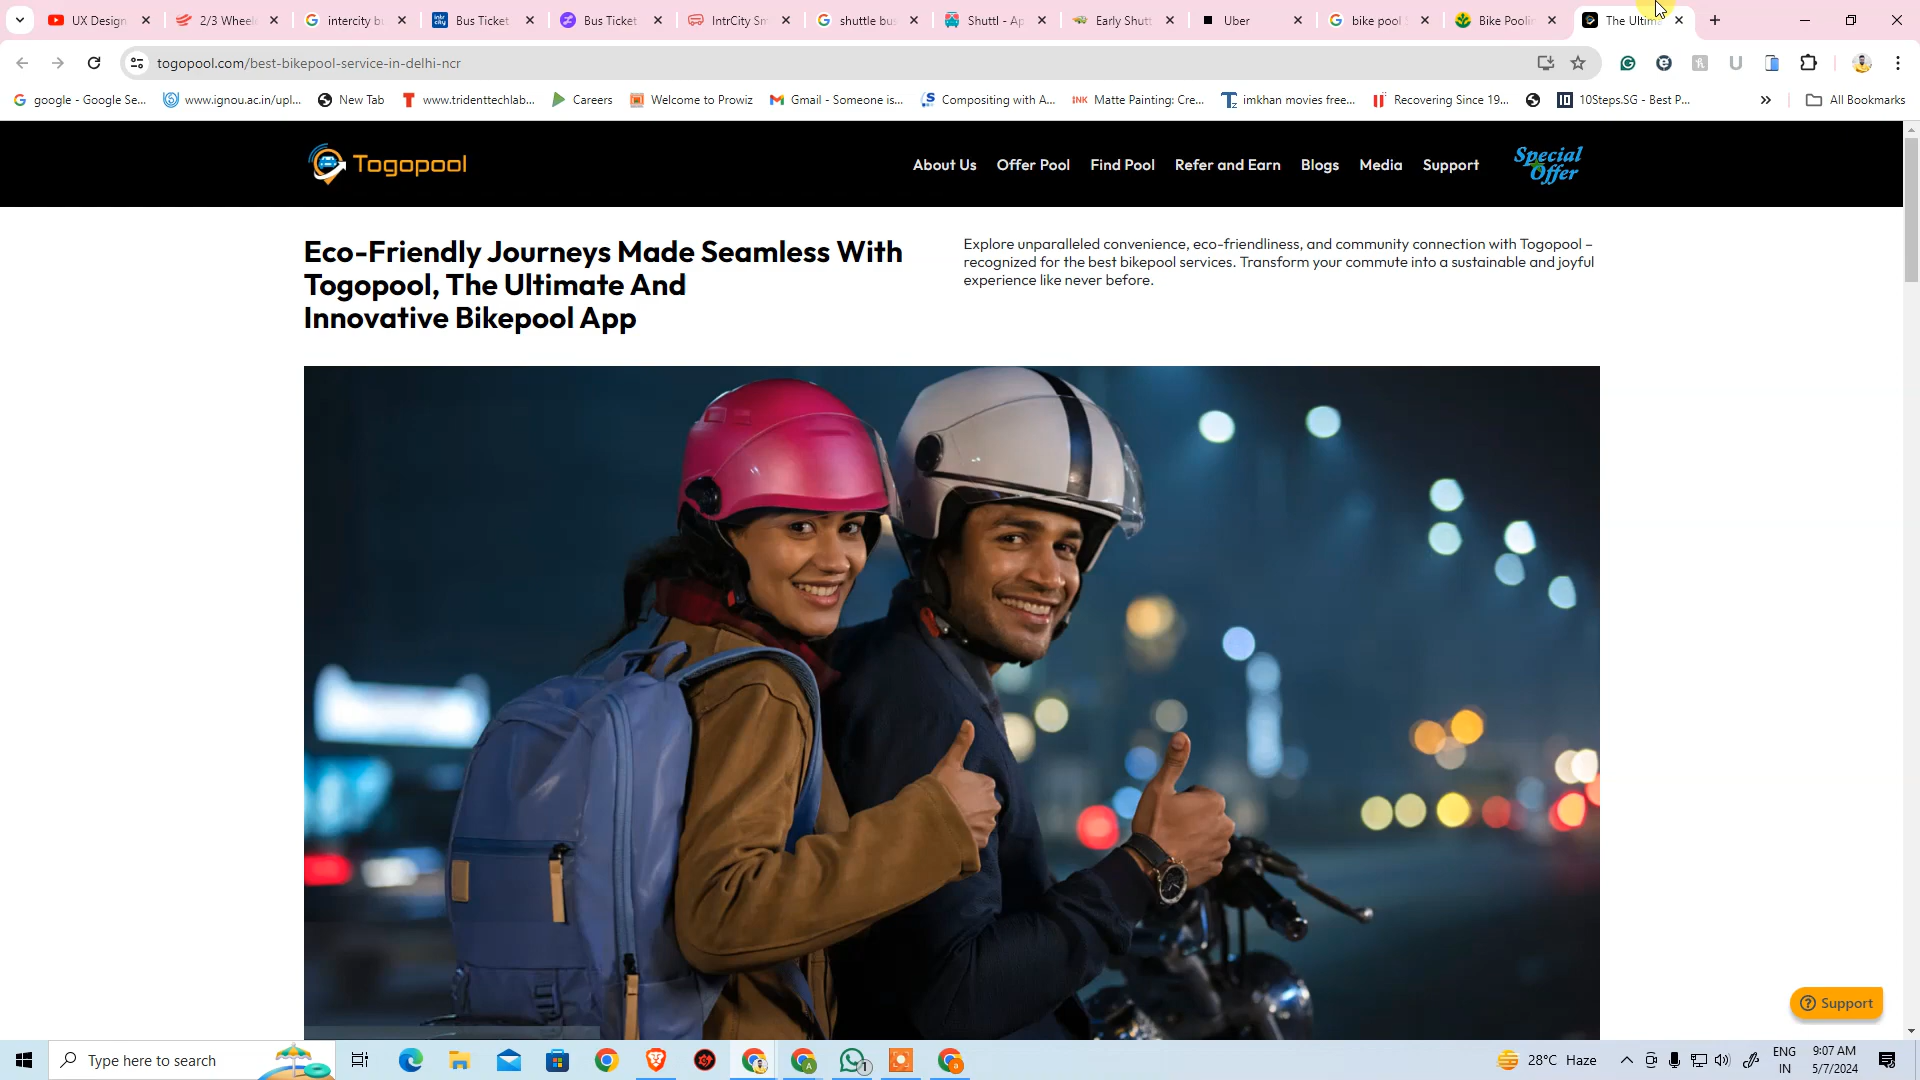 UX Design
2/3 Wheele
intercity bu
Bus Ticket
Bus Ticket
IntrCity Sm
shuttle bus
Shuttl - Ap
Early Shutt
Uber
bike pool
Bike Poolin
The Ultima
togopool.com/best-bikepool-service-in-delhi-ncr
google - Google Se...
www.ignou.ac.in/upl...
New Tab
www.tridenttechlab...
Careers
Welcome to Prowiz
Gmail - Someone is...
Compositing with A...
INK Matte Painting: Cre...
imkhan movies free...
Recovering Since 19...
10Steps.SG - Best P...
»
All Bookmarks
Togopool
About Us
Offer Pool
Find Pool
Refer and Earn
Blogs
Media
Support
Special
Offer
Eco-Friendly Journeys Made Seamless With
Togopool, The Ultimate And
Innovative Bikepool App
Explore unparalleled convenience, eco-friendliness, and community connection with Togopool –
recognized for the best bikepool services. Transform your commute into a sustainable and joyful
experience like never before.
Support
Type here to search
28°C Haze
ENG
IN
9:07 AM
5/7/2024